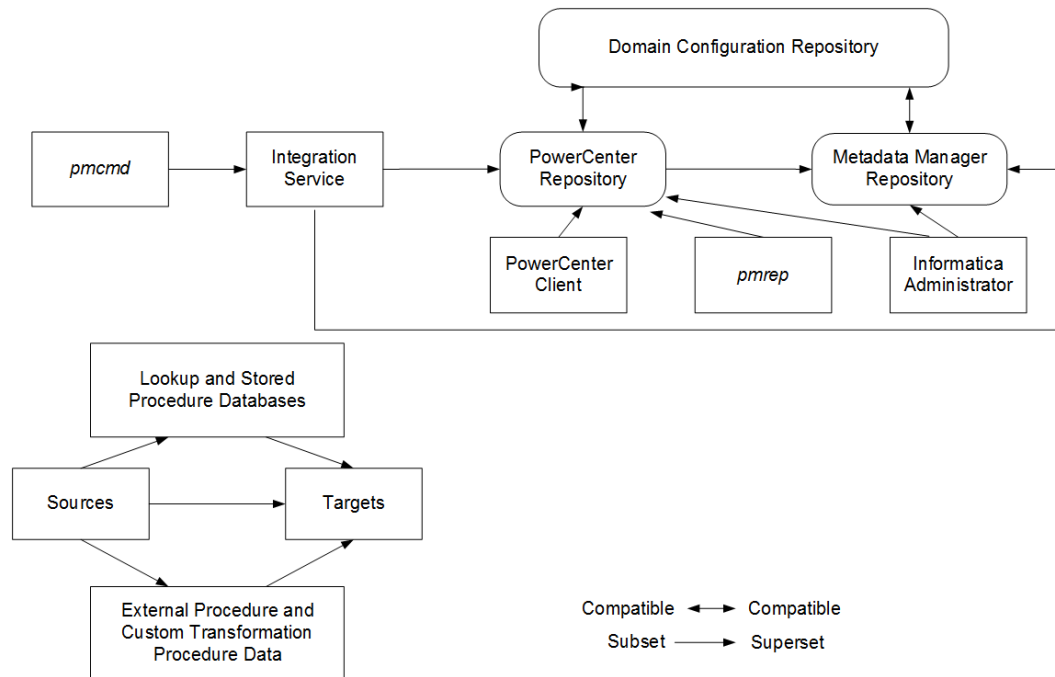 Domain Configuration Repository
pmcmd
Integration
Service
PowerCenter
Repository
Metadada Manager
Repository
PowerCenter
Client
pmrep
Informatica
Administrator
Lookup and Stored
Procedure Databases
Sources
Targets
External Procedure and
Custom Transformation
Procedure Data
Compatible
Compatible
Subset
Superset